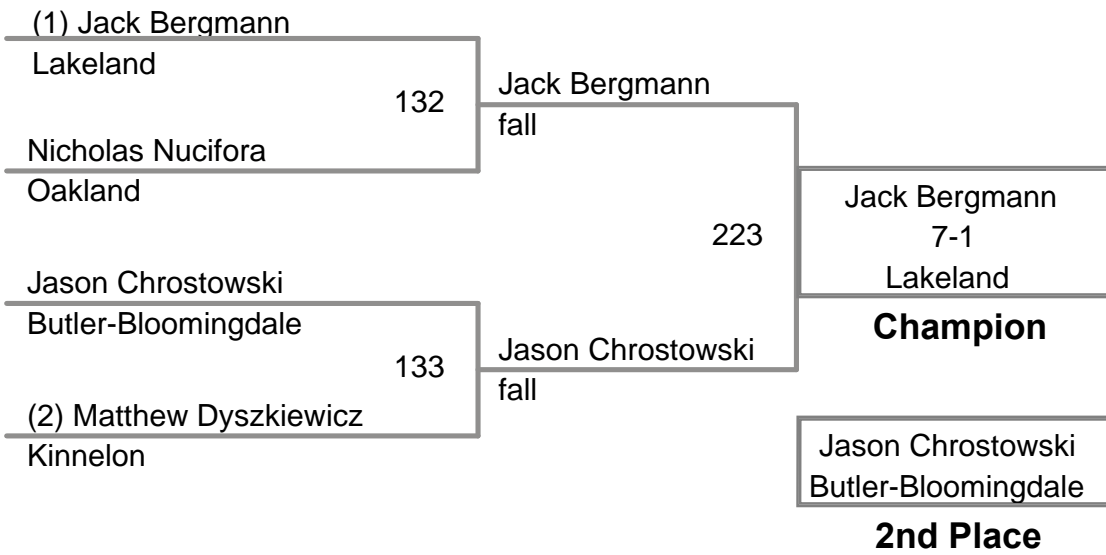 (1) Jack Bergmann
Lakeland
132
Nicholas Nucifora
Oakland
Jack Bergmann
fall
Jason Chrostowski
Butler-Bloomingdale
133
(2) Matthew Dyszkiewicz
Kinnelon
Jason Chrostowski
fall
223
Jack Bergmann
7-1
Lakeland
Champion
Jason Chrostowski
Butler-Bloomingdale
2nd Place